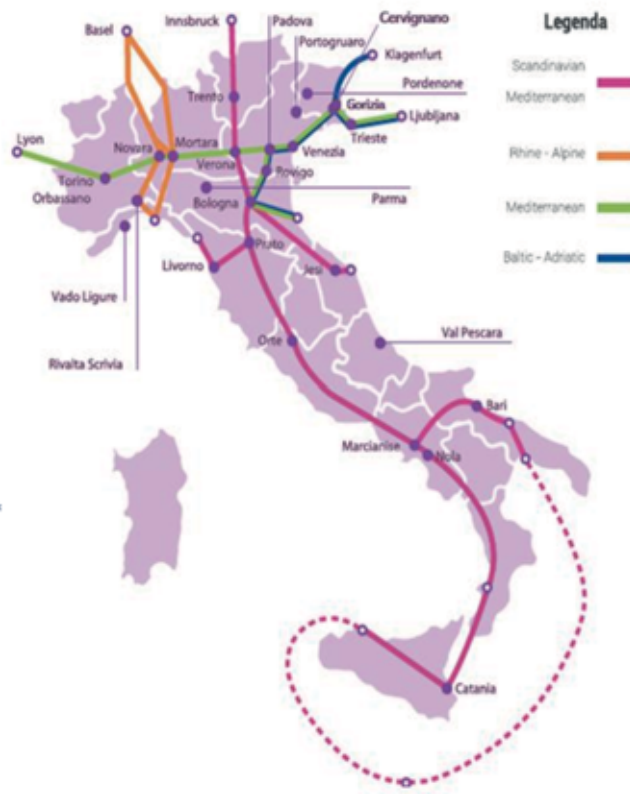 Innsbruck
Padova
Cervignano
Legenda
Basel
Portogruaro
Klagenfurt
Scandinavian
Mediterranean
Pordenone
Trento
Gorizia
Ljubljana
Lyon
Novara
Mortara
Verona
Venezia
Trieste
Rhine - Alpine
Torino
Orbassano
Rovigo
Bologna
Parma
Mediterranean
Prato
Baltic - Adriatic
Livorno
Jesi
Vado Ligure
Rivalta Scrivia
Orte
Val Pescara
Bari
Marcianise
Nola
Catania